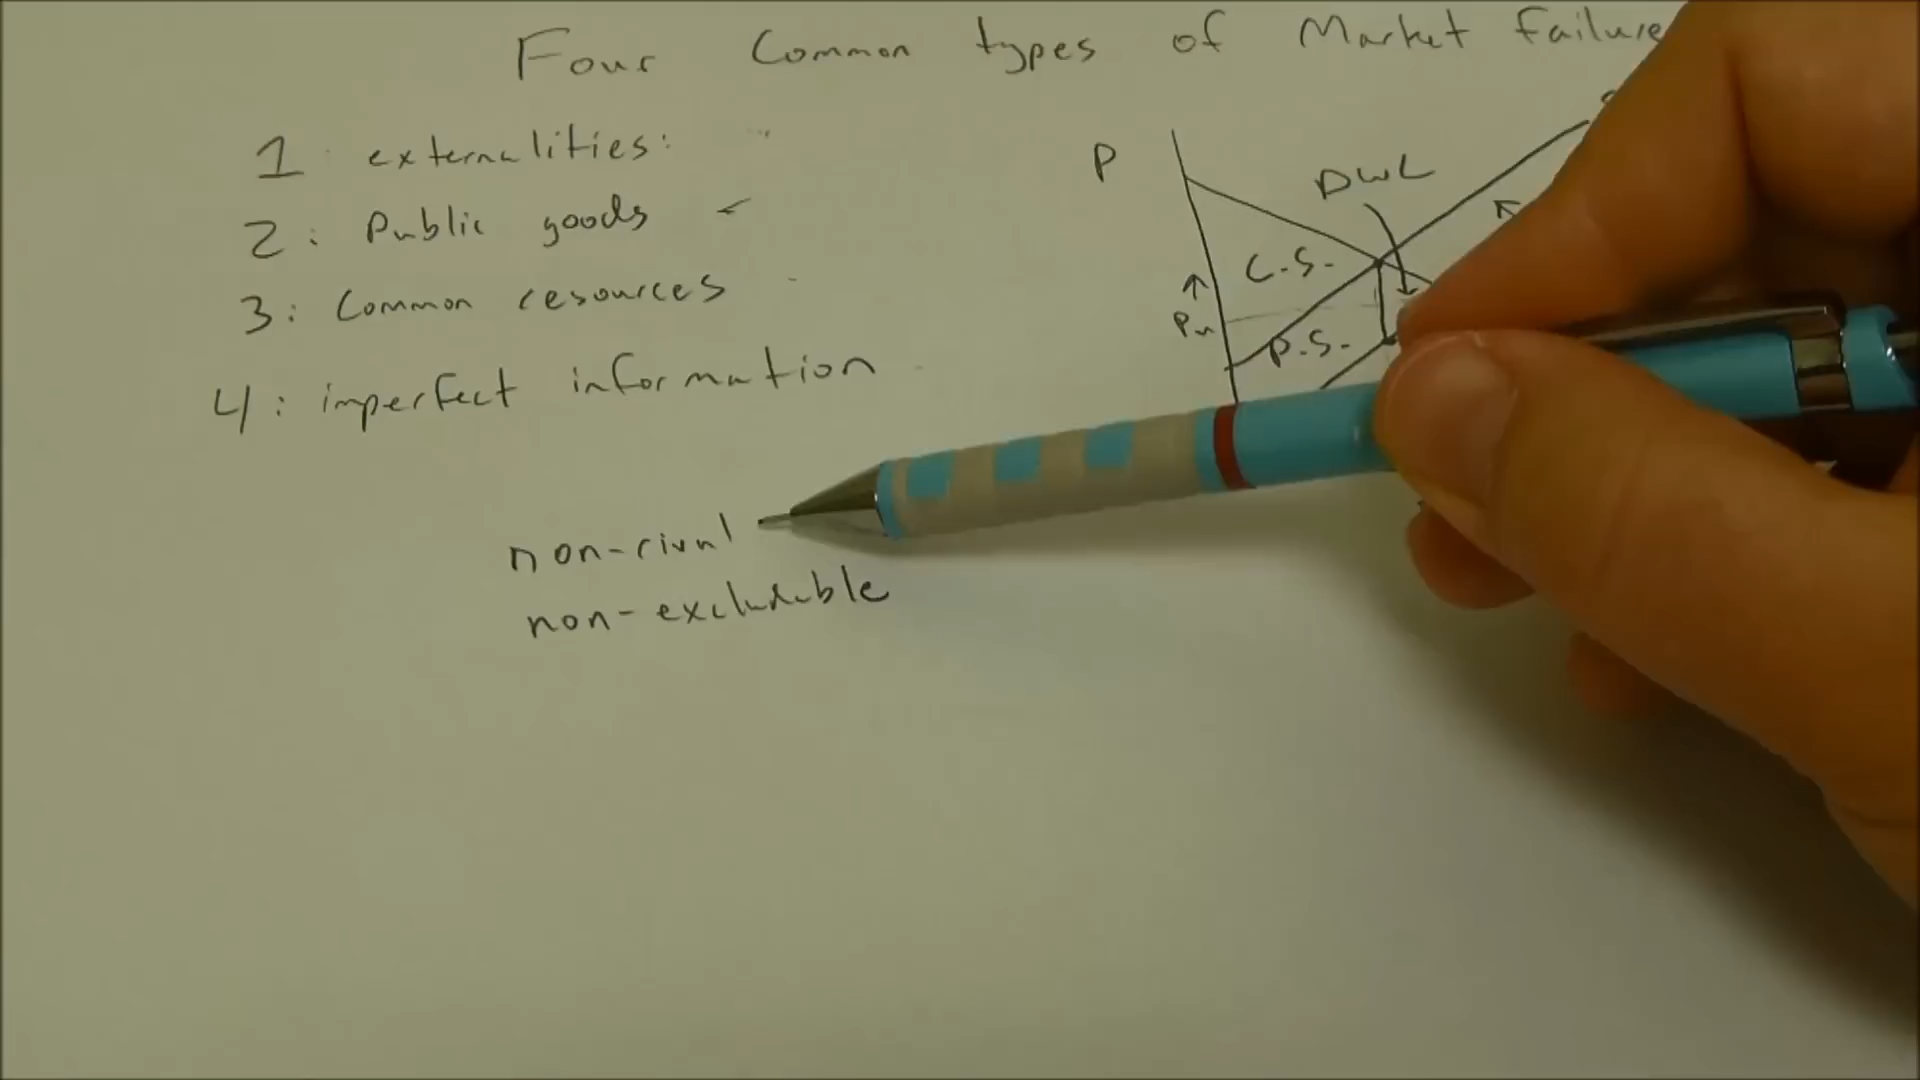 Four Common types of Market Failure
1 externalities:
2: Public goods
3: Common resources
4: imperfect information
P
DWL
C.S.
P.S.
non-rival
non-excludable